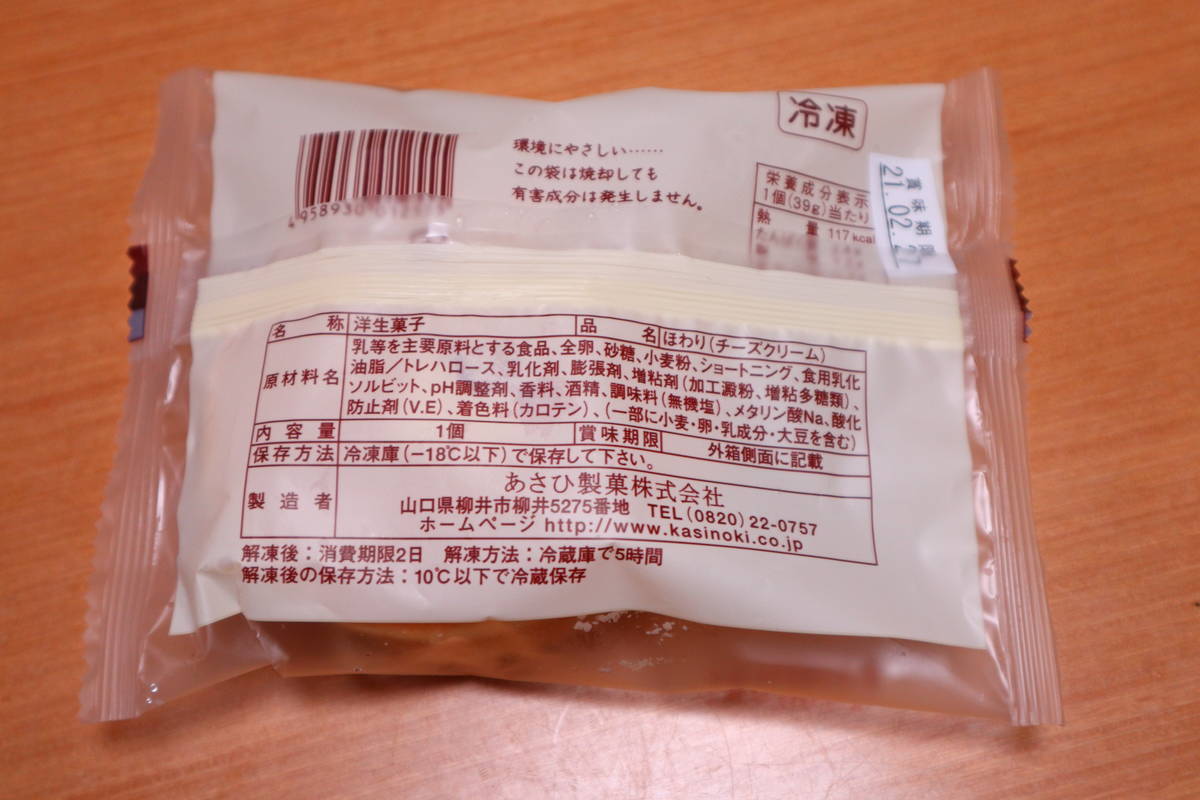 冷凍
環境にやさしい……
この袋は焼却しても
有害成分は発生しません。
4958930
栄養成分表示
1個(39g)当たり
熱 量 117kcal
賞味期限
21.02.21
名 称 洋生菓子 品 名 ほわり(チーズクリーム)
原材料名 乳等を主要原料とする食品、全卵、砂糖、小麦粉、ショートニング、食用乳化
油脂/トレハロース、乳化剤、膨張剤、増粘剤(加工澱粉、増粘多糖類)、
ソルビット、pH調整剤、香料、酒精、調味料(無機塩)、メタリン酸Na、酸化
防止剤(V.E)、着色料(カロテン)、(一部に小麦・卵・乳成分・大豆を含む)
内容量 1個 賞味期限 外箱側面に記載
保存方法 冷凍庫(−18℃以下)で保存して下さい。
製造者 あさひ製菓株式会社
山口県柳井市柳井5275番地 TEL(0820)22-0757
ホームページ http://www.kasinoki.co.jp
解凍後：消費期限2日 解凍方法：冷蔵庫で5時間
解凍後の保存方法：10℃以下で冷蔵保存